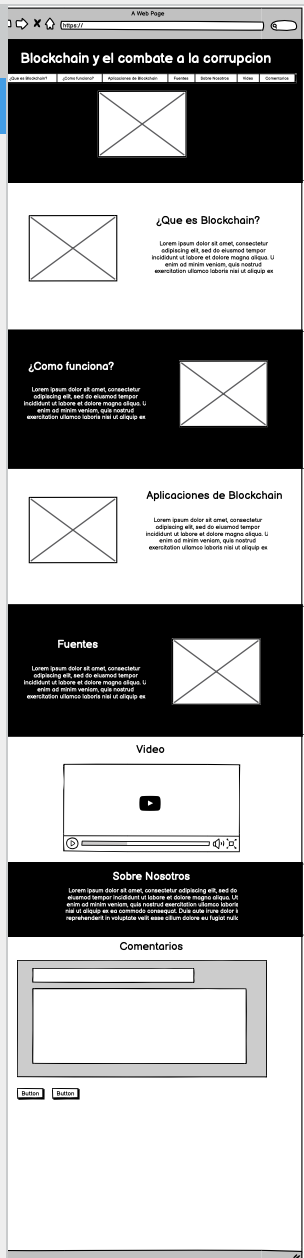 A Web Page
https://
Blockchain y el combate a la corrupcion
¿Que es Blockchain? ¿Como funciona? Aplicaciones de Blockchain Fuentes Sobre Nosotros Video Comentarios
¿Que es Blockchain?
Lorem ipsum dolor sit amet, consectetur
adipiscing elit, sed do eiusmod tempor
incididunt ut labore et dolore magna aliqua. U
enim ad minim veniam, quis nostrud
exercitation ullamco laboris nisi ut aliquip ex
¿Como funciona?
Lorem ipsum dolor sit amet, consectetur
adipiscing elit, sed do eiusmod tempor
incididunt ut labore et dolore magna aliqua. U
enim ad minim veniam, quis nostrud
exercitation ullamco laboris nisi ut aliquip ex
Aplicaciones de Blockchain
Lorem ipsum dolor sit amet, consectetur
adipiscing elit, sed do eiusmod tempor
incididunt ut labore et dolore magna aliqua. U
enim ad minim veniam, quis nostrud
exercitation ullamco laboris nisi ut aliquip ex
Fuentes
Lorem ipsum dolor sit amet, consectetur
adipiscing elit, sed do eiusmod tempor
incididunt ut labore et dolore magna aliqua. U
enim ad minim veniam, quis nostrud
exercitation ullamco laboris nisi ut aliquip ex
Video
Sobre Nosotros
Lorem ipsum dolor sit amet, consectetur adipiscing elit, sed do
eiusmod tempor incididunt ut labore et dolore magna aliqua. Ut
enim ad minim veniam, quis nostrud exercitation ullamco laboris
nisi ut aliquip ex ea commodo consequat. Duis aute irure dolor i
reprehenderit in voluptate velit esse cillum dolore eu fugiat null
Comentarios
Button Button